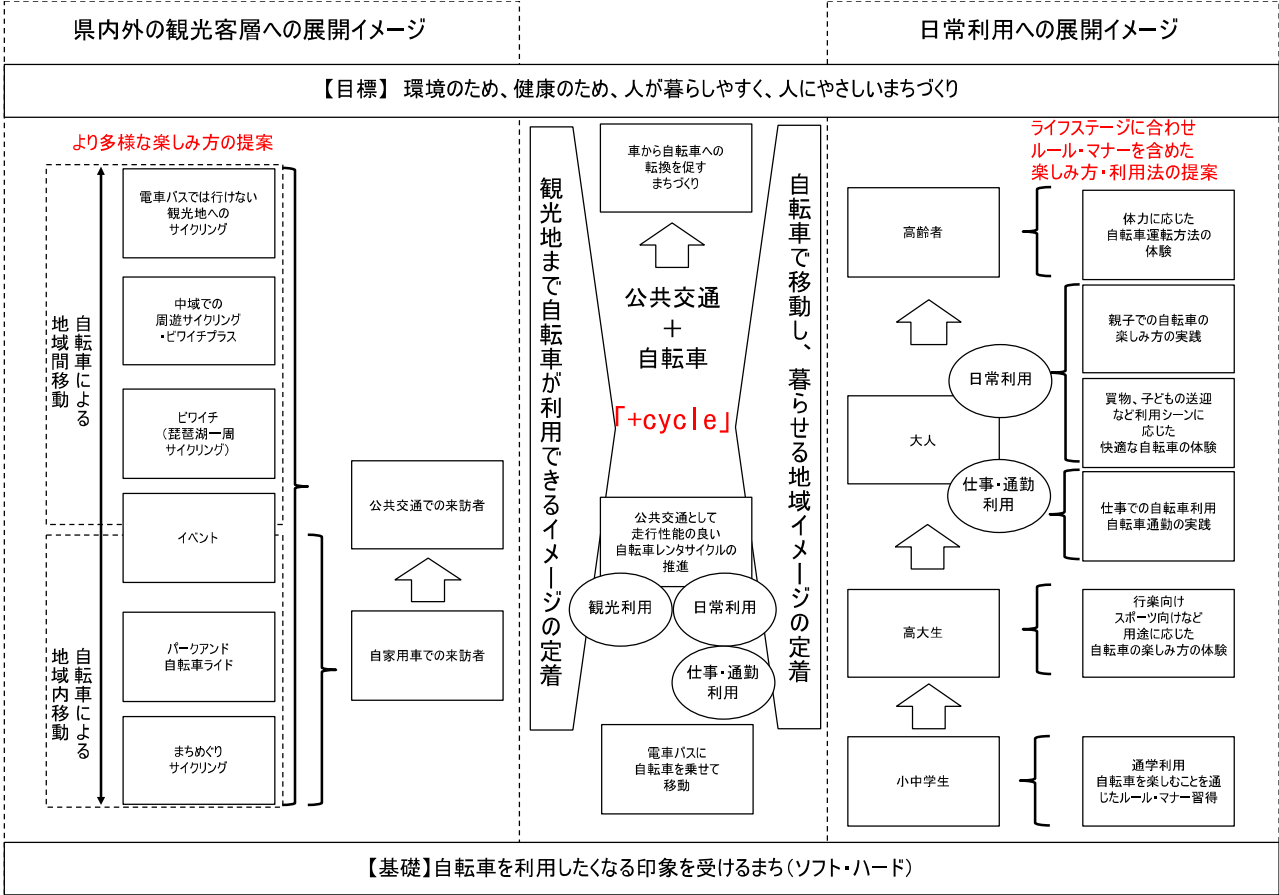 県内外の観光客層への展開イメージ
日常利用への展開イメージ
【目標】 環境のため、健康のため、人が暮らしやすく、人にやさしいまちづくり
より多様な楽しみ方の提案
自転車による
地域間移動
自転車による
地域内移動
電車バスでは行けない
観光地への
サイクリング
中域での
周遊サイクリング
・ビワイチプラス
ビワイチ
(琵琶湖一周
サイクリング)
イベント
パークアンド
自転車ライド
まちめぐり
サイクリング
公共交通での来訪者
自家用車での来訪者
観光地まで自転車が利用できるイメージの定着
車から自転車への
転換を促す
まちづくり
公共交通
+
自転車
「+cycle」
公共交通として
走行性能の良い
自転車レンタサイクルの
推進
観光利用
日常利用
仕事・通勤
利用
電車バスに
自転車を乗せて
移動
自転車で移動し、暮らせる地域イメージの定着
ライフステージに合わせ
ルール・マナーを含めた
楽しみ方・利用法の提案
高齢者
体力に応じた
自転車運転方法の
体験
大人
日常利用
親子での自転車の
楽しみ方の実践
買物、子どもの送迎
など利用シーンに
応じた
快適な自転車の体験
仕事・通勤
利用
仕事での自転車利用
自転車通勤の実践
高大生
行楽向け
スポーツ向けなど
用途に応じた
自転車の楽しみ方の体験
小中学生
通学利用
自転車を楽しむことを通
じたルール・マナー習得
【基礎】自転車を利用したくなる印象を受けるまち(ソフト・ハード)